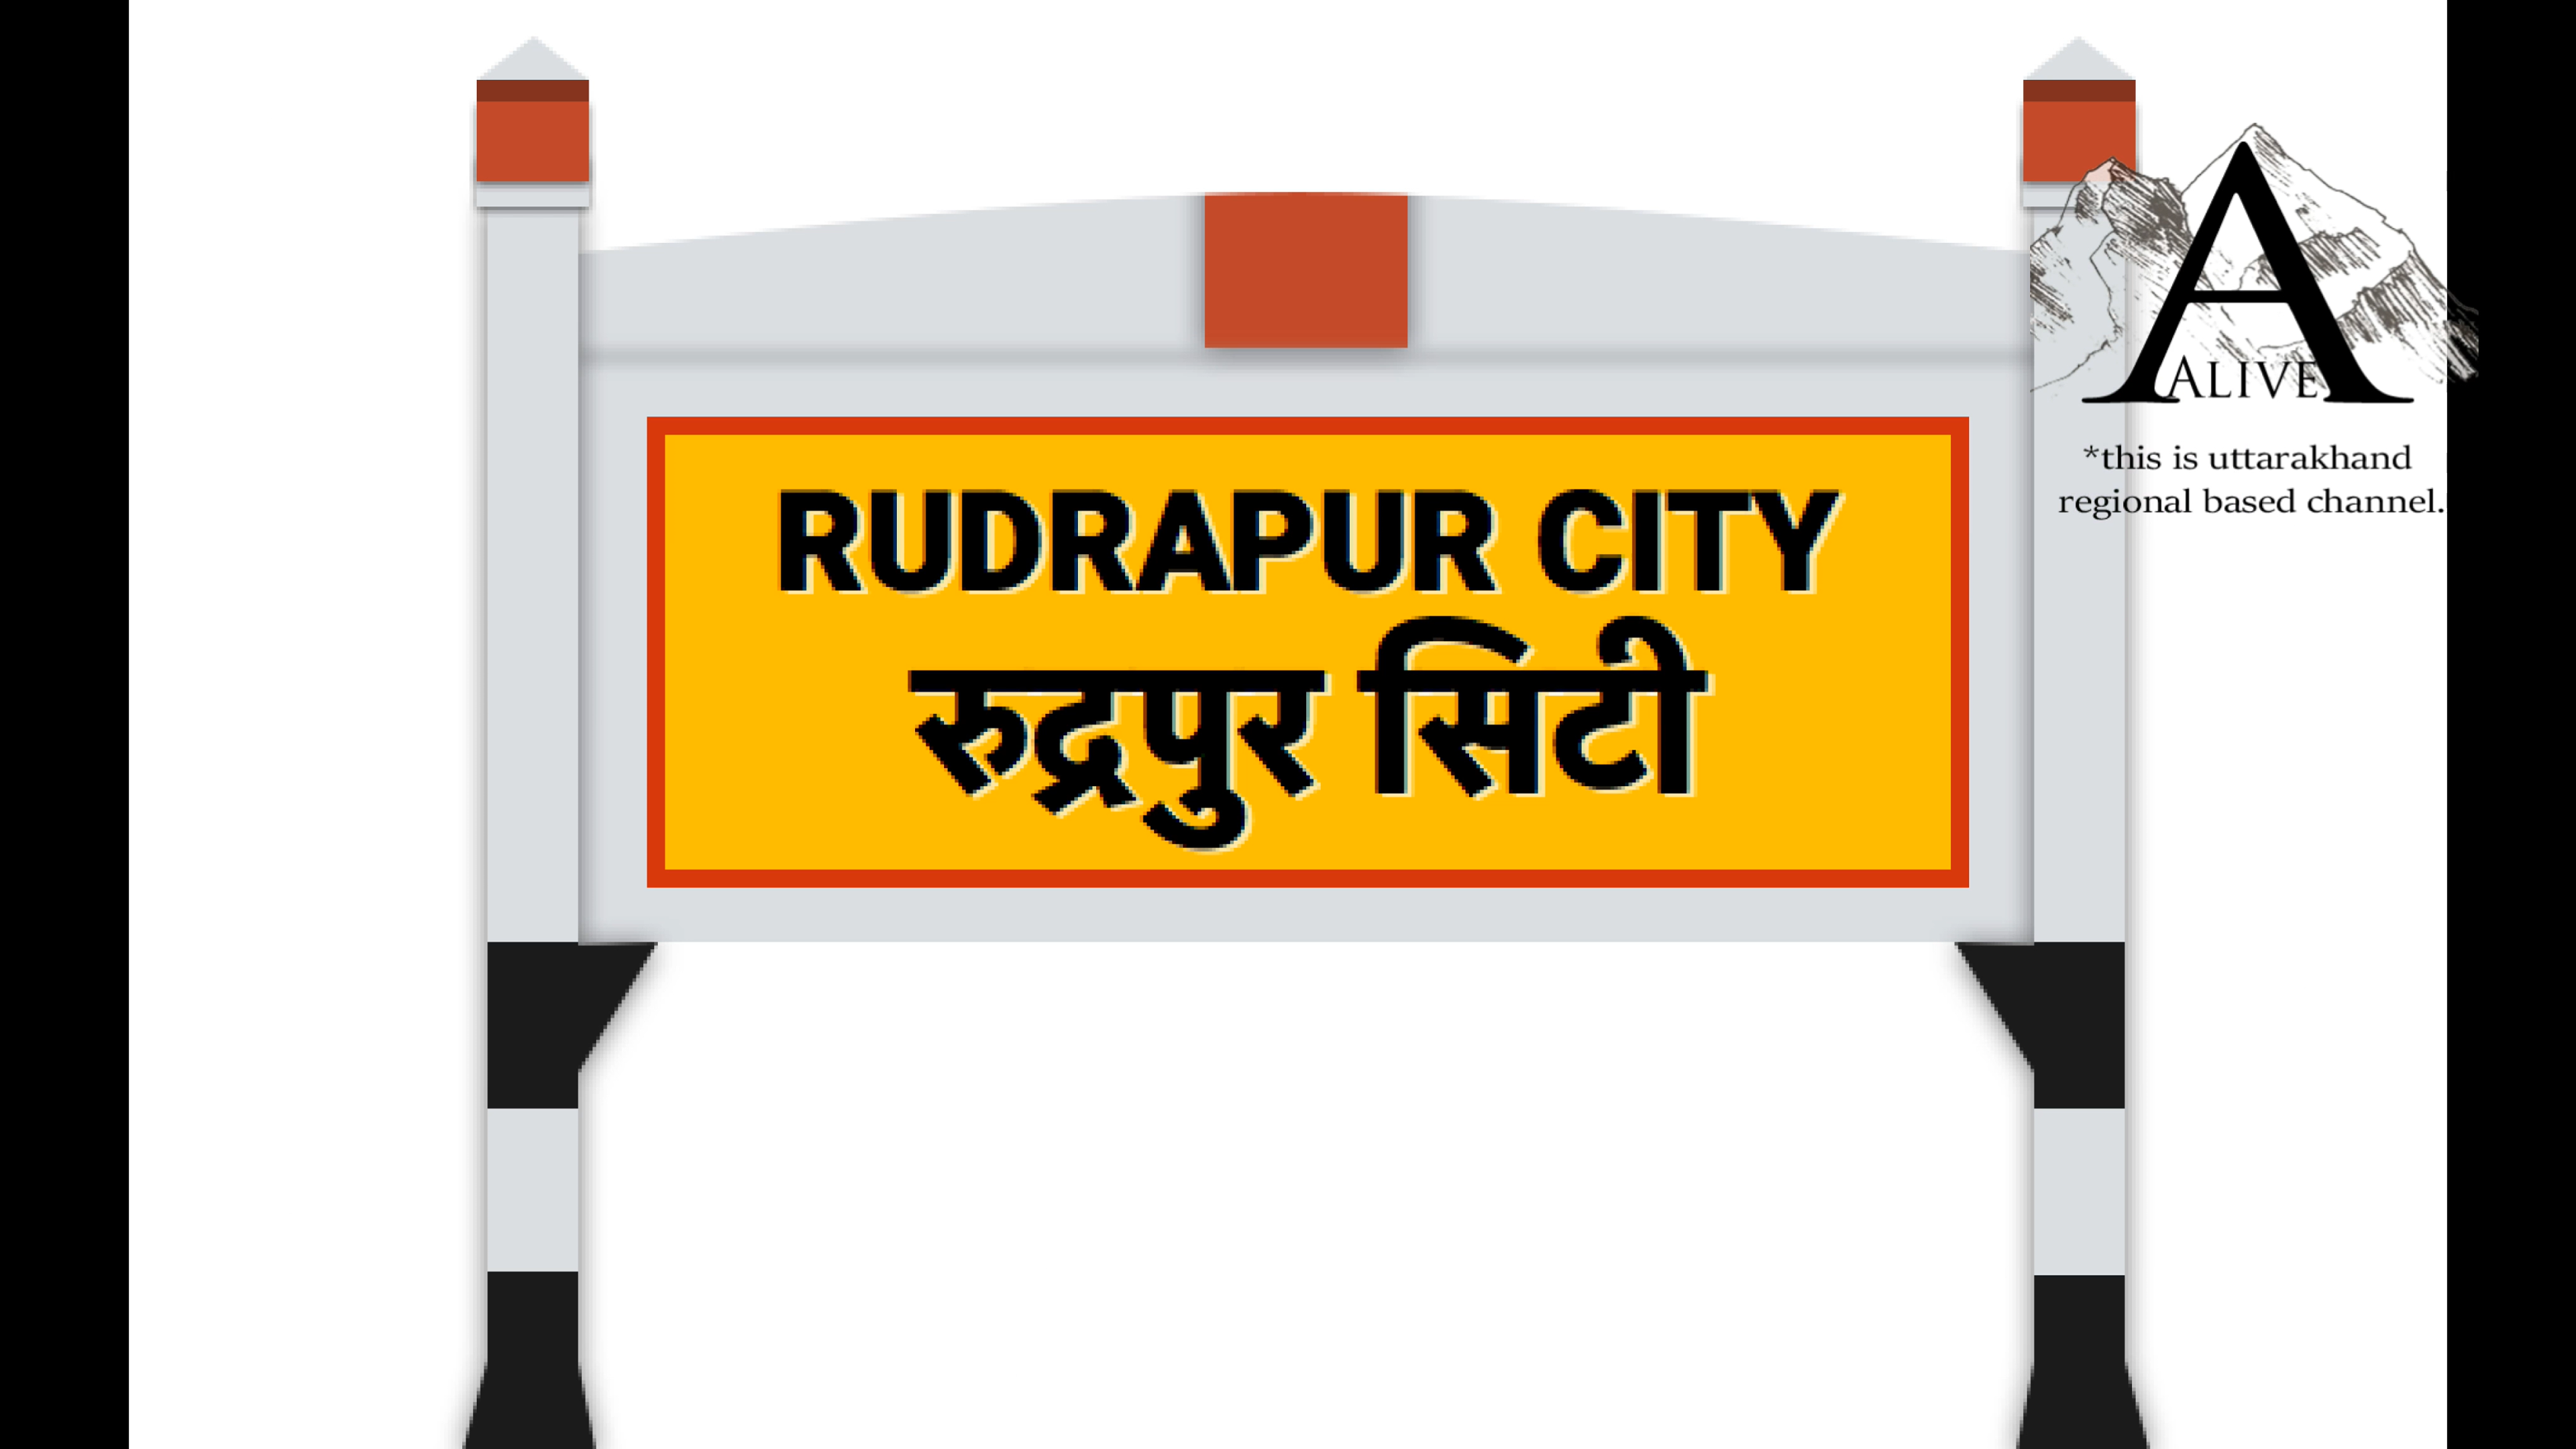 RUDRAPUR CITY
रुद्रपुर सिटी
A
ALIVE
*this is uttarakhand
regional based channel.